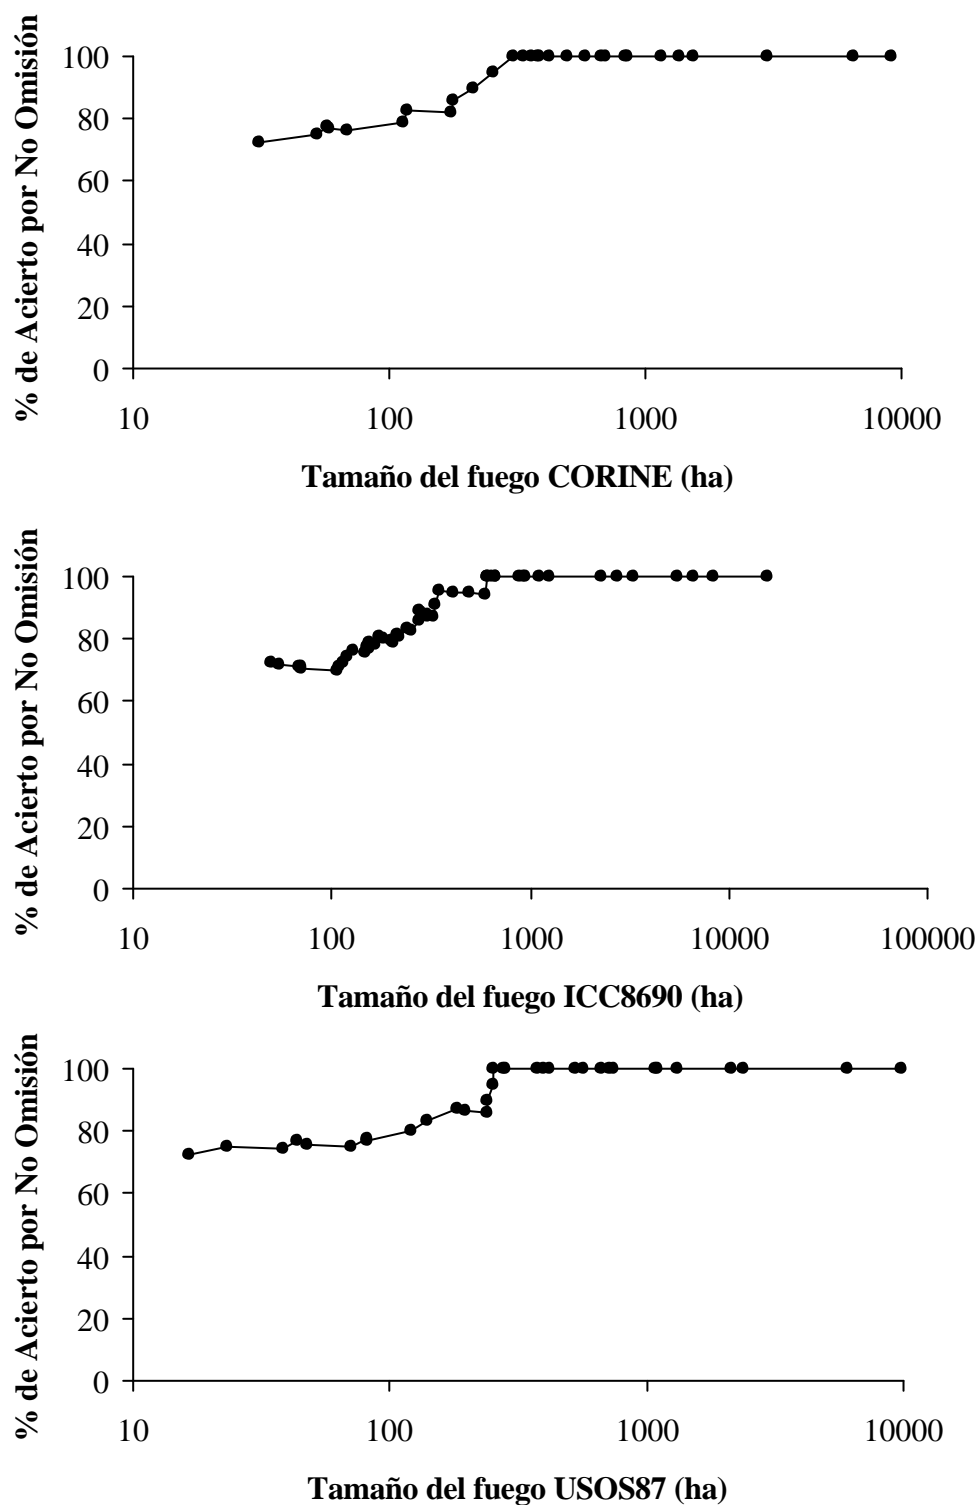 % de Acierto por No Omisión
100
80
60
40
20
0
10 100 1000 10000
Tamaño del fuego CORINE (ha)
% de Acierto por No Omisión
100
80
60
40
20
0
10 100 1000 10000 100000
Tamaño del fuego ICC8690 (ha)
% de Acierto por No Omisión
100
80
60
40
20
0
10 100 1000 10000
Tamaño del fuego USOS87 (ha)